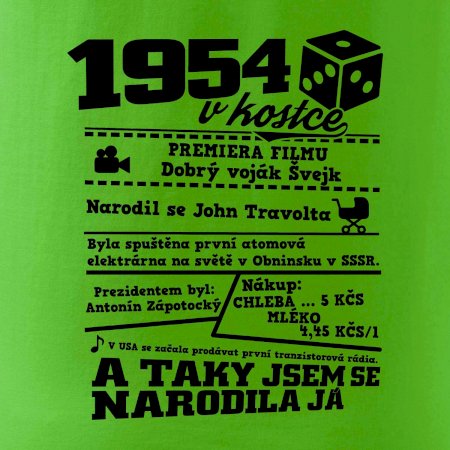 1954
v kostce
PREMIERA FILMU
Dobrý voják Švejk
Narodil se John Travolta
Byla spuštěna první atomová
elektrárna na světě v Obninsku v SSSR.
Prezidentem byl:
Antonín Zápotocký
Nákup:
CHLEBA ... 5 KČS
MLÉKO
4,45 KČS/l
V USA se začala prodávat první tranzistorová rádia.
A TAKY JSEM SE
NARODILA JÁ